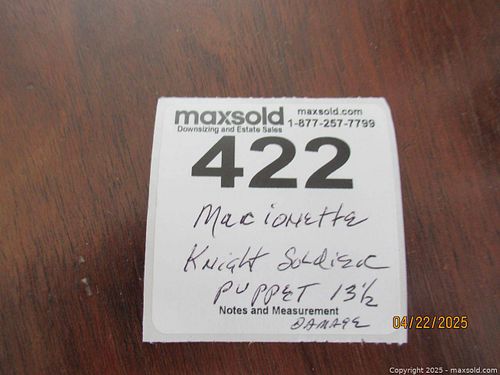 maxsold maxsold.com
Downsizing and Estate Sales 1-877-257-7799
422
Marionette
Knight Soldier
PUPPET 13½
Notes and Measurement
DAMAGE
04/22/2025
Copyright 2025 - maxsold.com